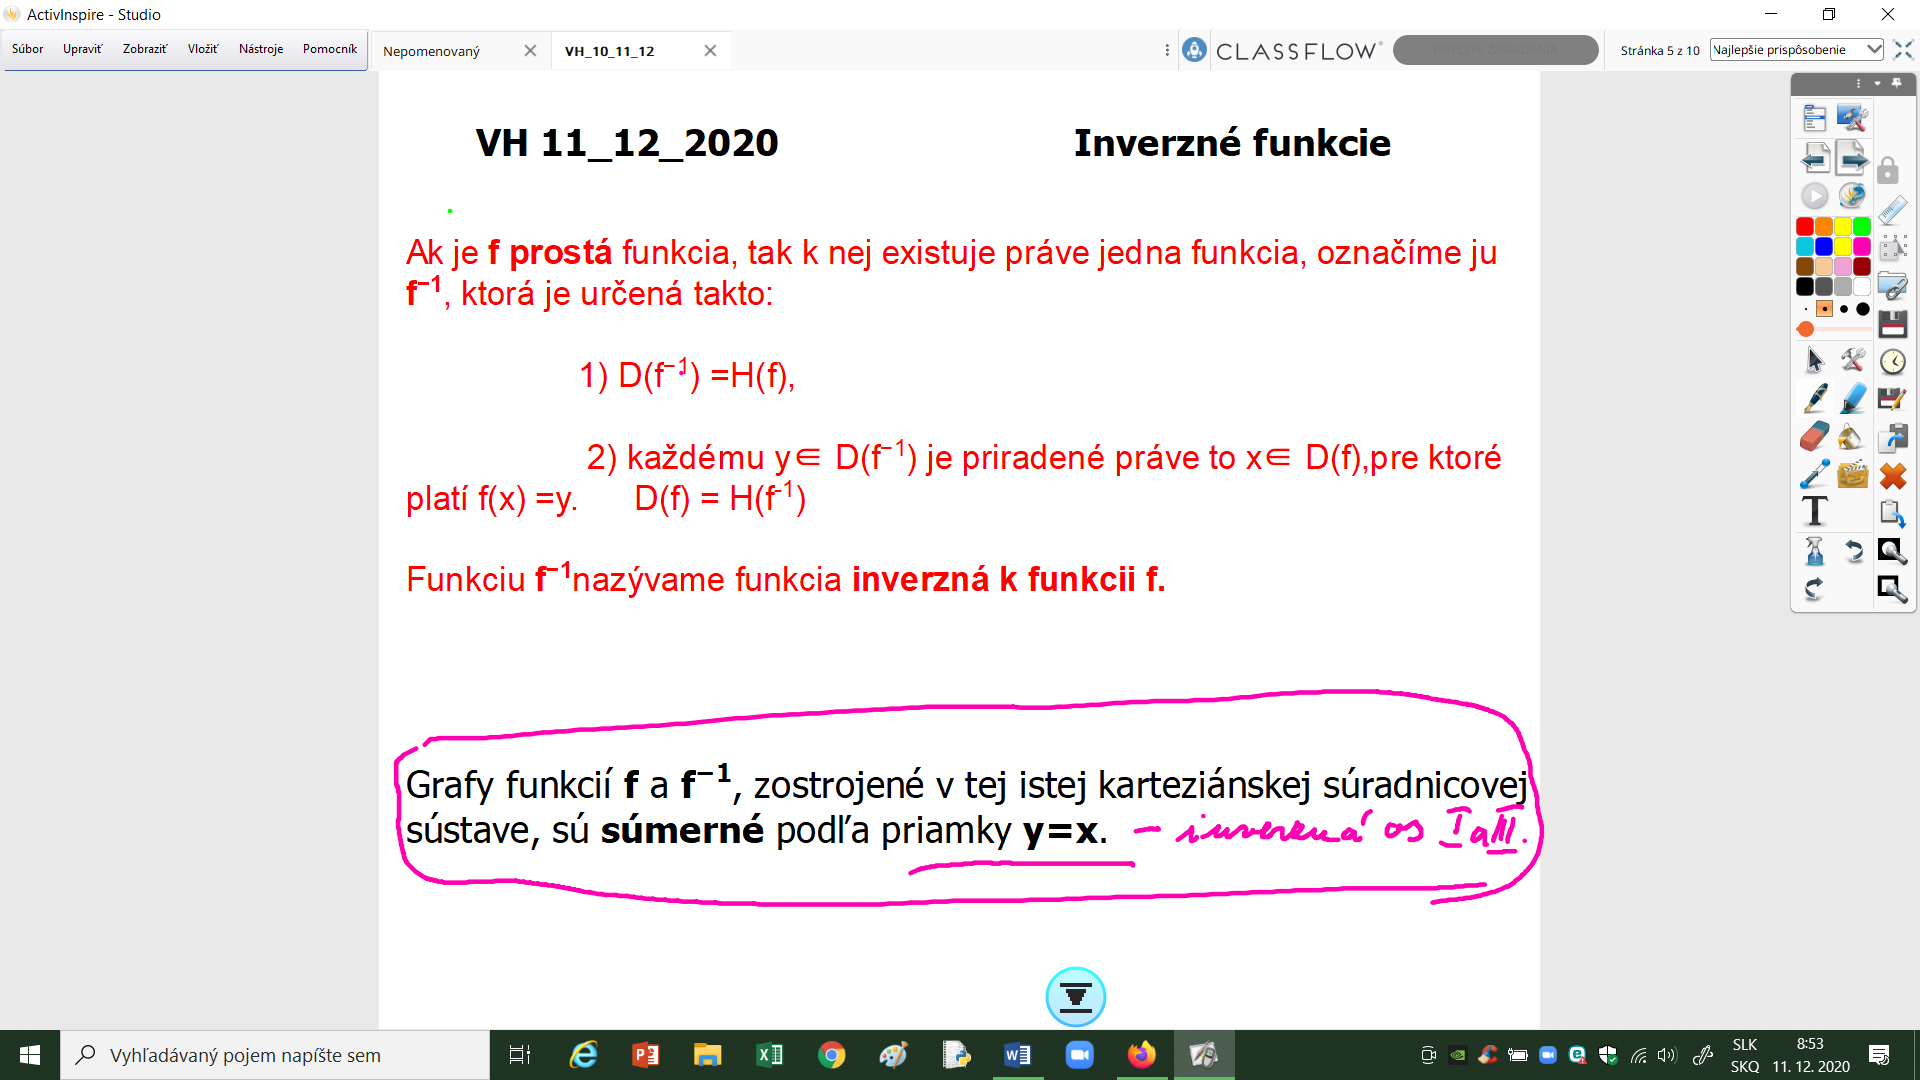 ActivInspire - Studio
Súbor Upraviť Zobraziť Vložiť Nástroje Pomocník
Nepomenovaný
VH_10_11_12
CLASSFLOW
Stránka 5 z 10
Najlepšie prispôsobenie
VH 11_12_2020 Inverzné funkcie
Ak je f prostá funkcia, tak k nej existuje práve jedna funkcia, označíme ju
f⁻¹, ktorá je určená takto:
1) D(f⁻¹) =H(f),
2) každému y∈ D(f⁻¹) je priradené práve to x∈ D(f),pre ktoré
platí f(x) =y. D(f) = H(f⁻¹)
Funkciu f⁻¹nazývame funkcia inverzná k funkcii f.
Grafy funkcií f a f⁻¹, zostrojené v tej istej karteziánskej súradnicovej
sústave, sú súmerné podľa priamky y=x. - inverzná os I a III.
Vyhľadávaný pojem napíšte sem
SLK
SKQ
8:53
11. 12. 2020